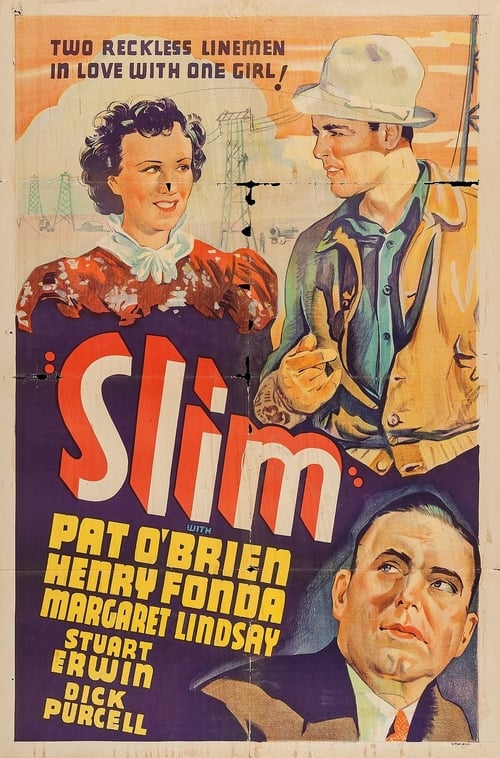 TWO RECKLESS LINEMEN
IN LOVE WITH ONE GIRL!
Slim
WITH
PAT O'BRIEN
HENRY FONDA
MARGARET LINDSAY
STUART
ERWIN
DICK
PURCELL